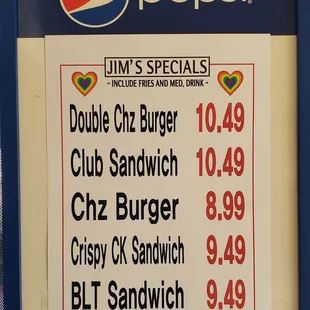 pepsi
JIM'S SPECIALS
- INCLUDE FRIES AND MED, DRINK -
Double Chz Burger 10.49
Club Sandwich 10.49
Chz Burger 8.99
Crispy CK Sandwich 9.49
BLT Sandwich 9.49